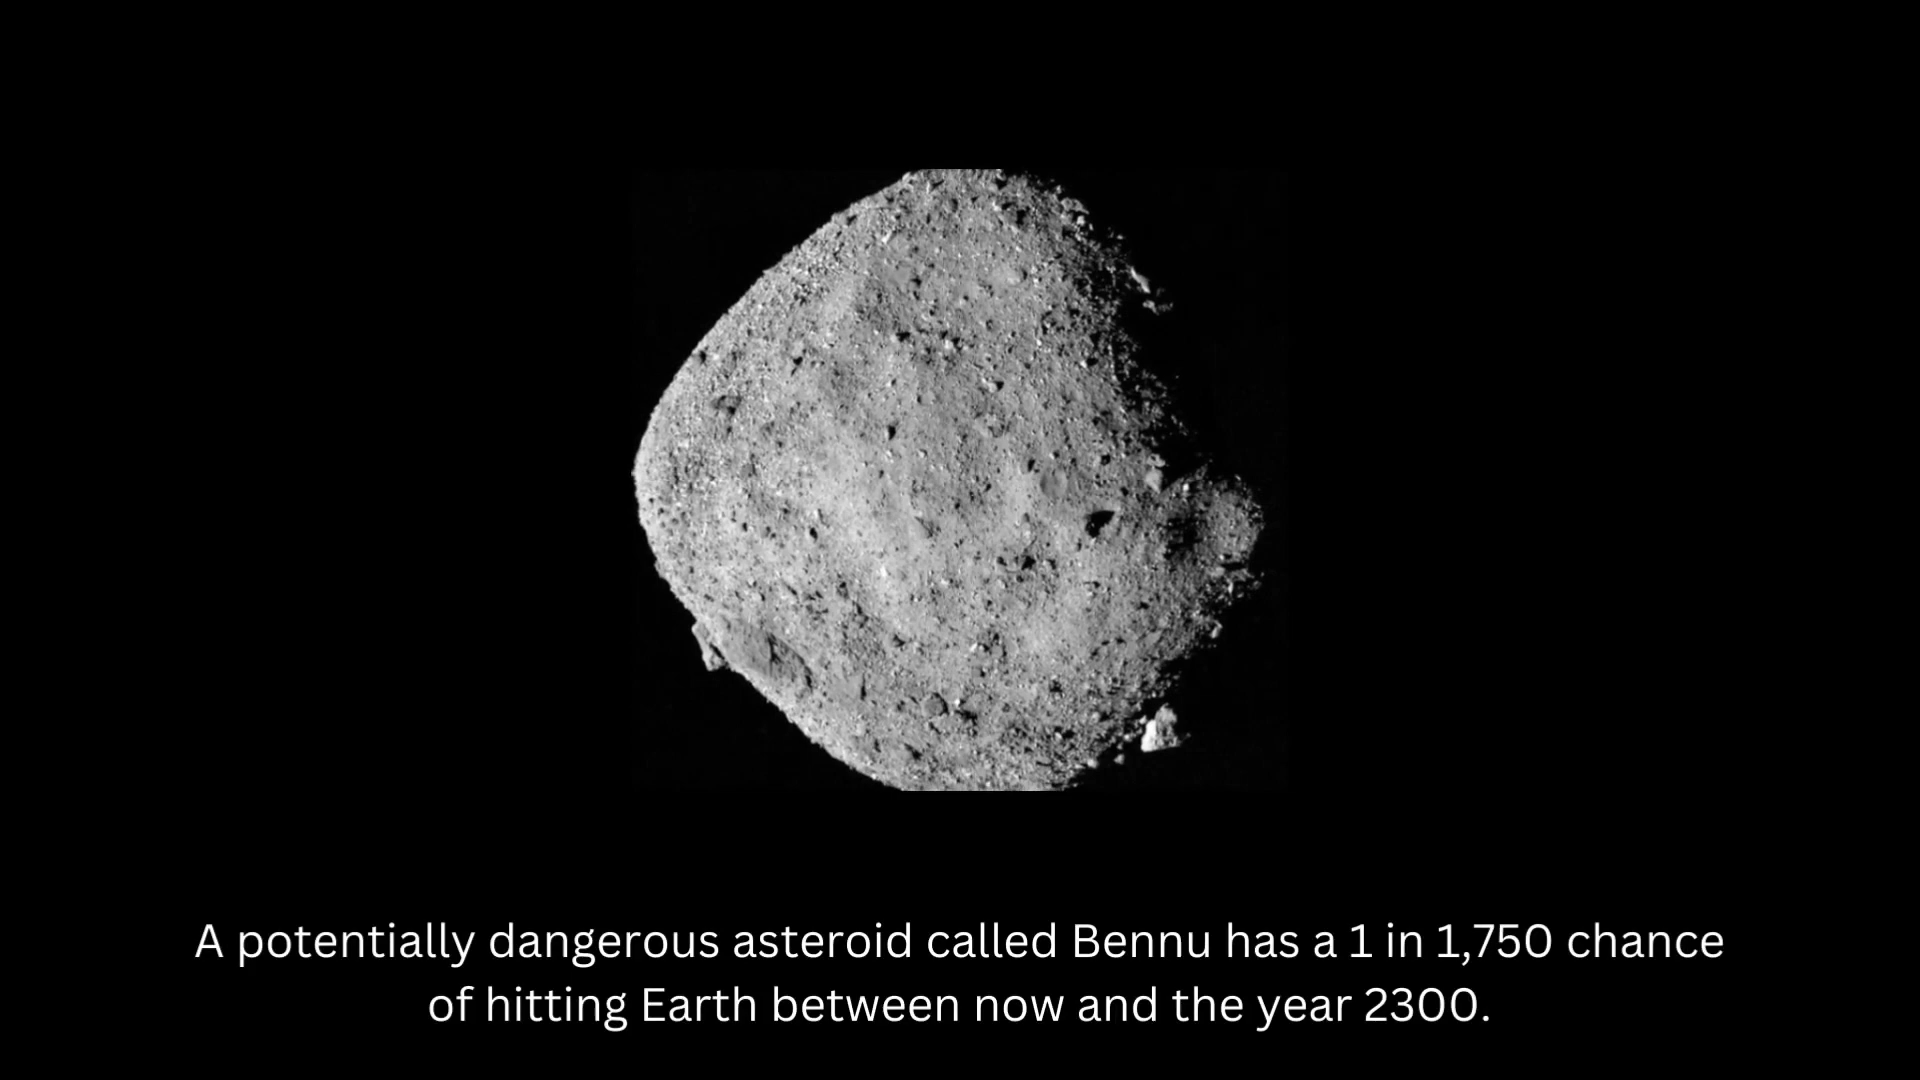 A potentially dangerous asteroid called Bennu has a 1 in 1,750 chance
of hitting Earth between now and the year 2300.